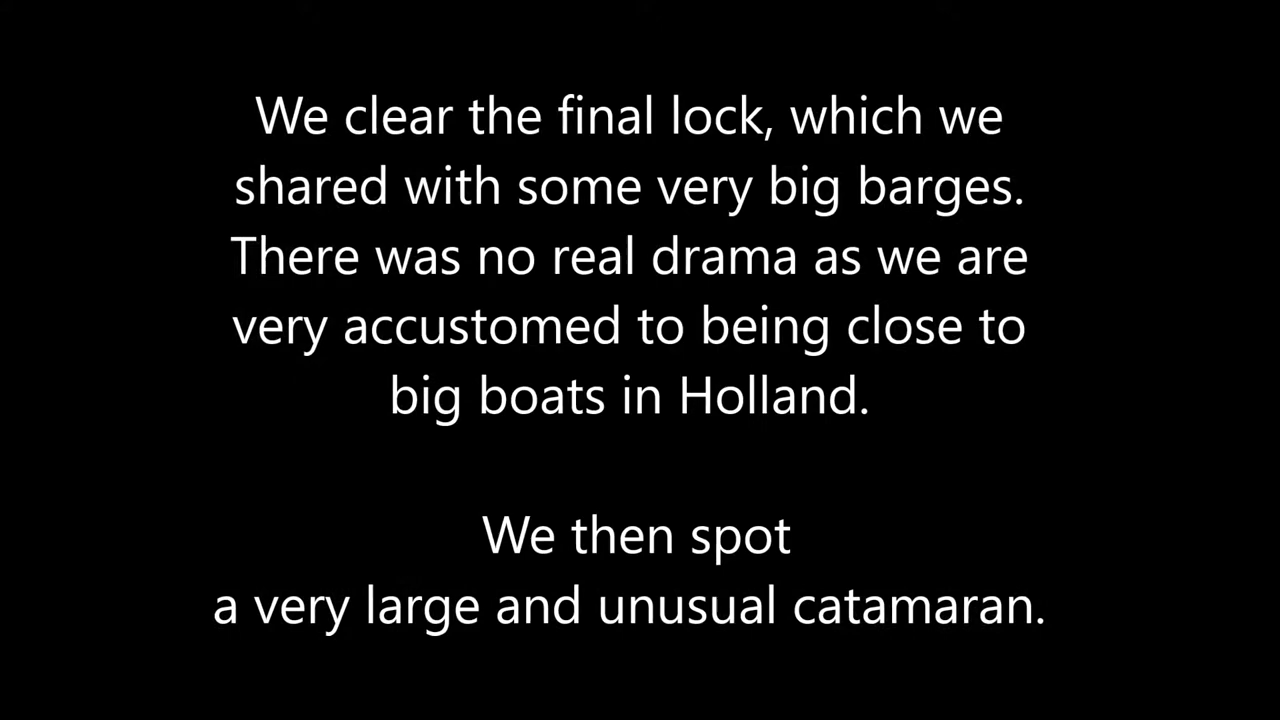 We clear the final lock, which we
shared with some very big barges.
There was no real drama as we are
very accustomed to being close to
big boats in Holland.
We then spot
a very large and unusual catamaran.